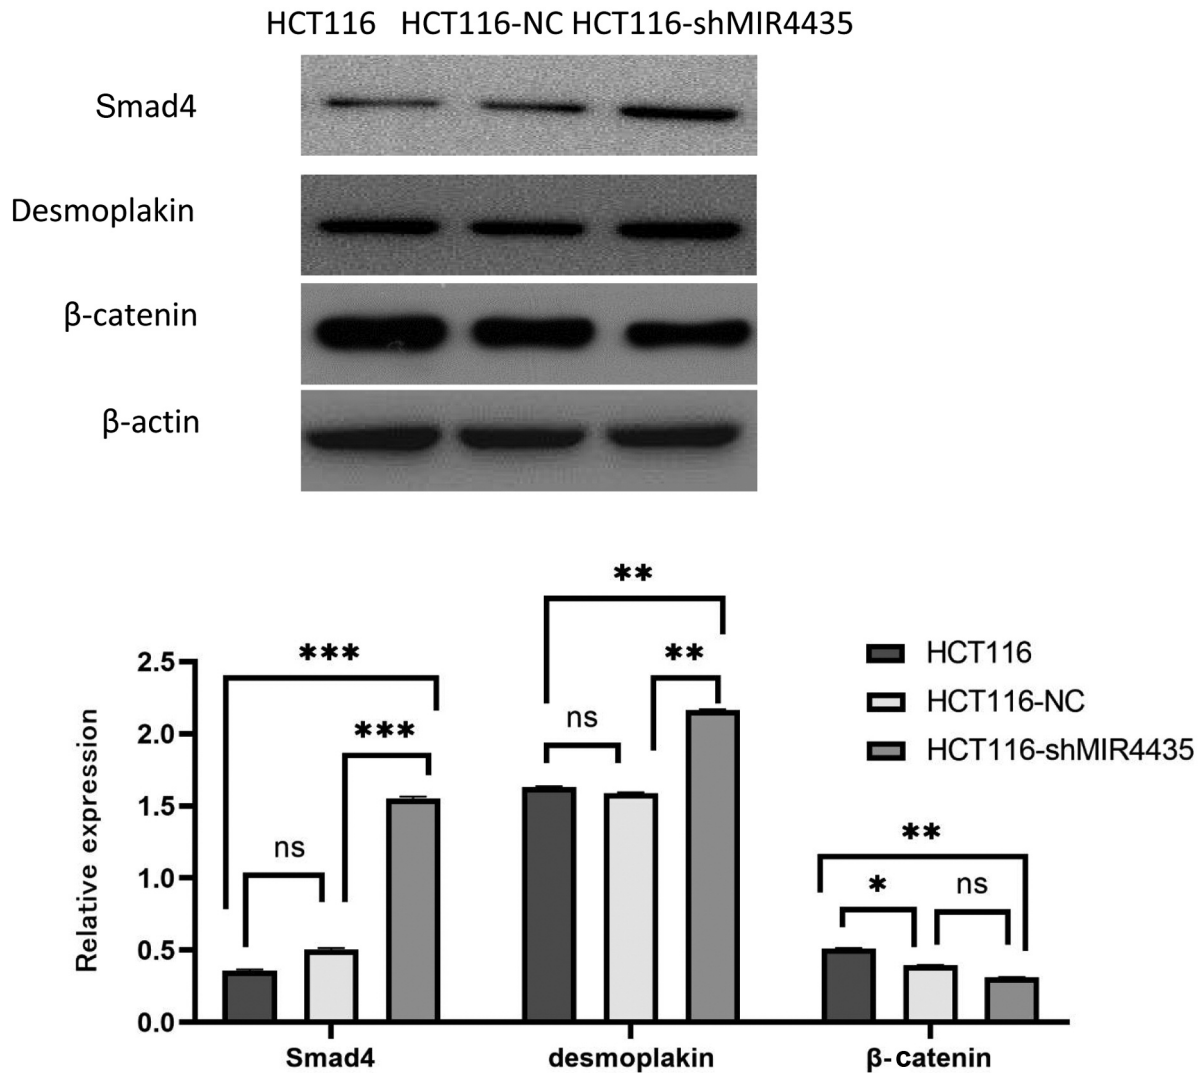 HCT116 HCT116-NC HCT116-shMIR4435
Smad4
Desmoplakin
β-catenin
β-actin
**
*** ** HCT116
2.5
ns HCT116-NC
2.0 *** HCT116-shMIR4435
Relative expression
1.5
ns **
1.0 * ns
0.5
0.0
Smad4 desmoplakin β-catenin